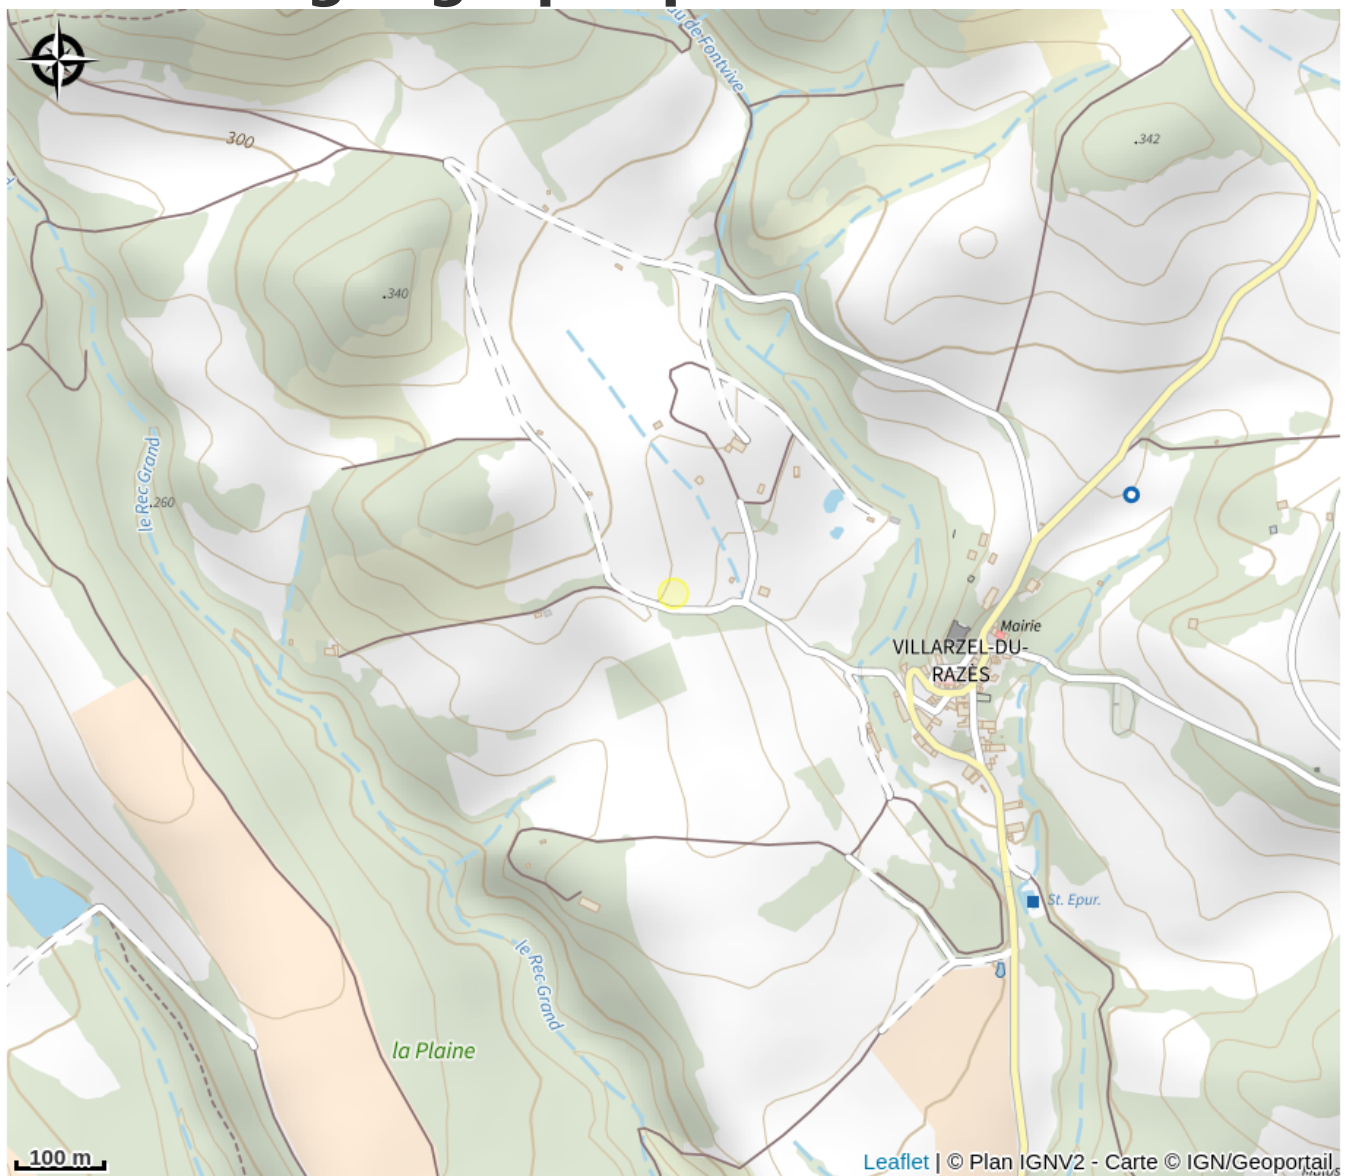 de Fontvive
300
.342
.340
le Rec Grand
.260
Mairie
VILLARZEL-DU-
RAZÈS
St. Epur.
le Rec Grand
la Plaine
100 m
Leaflet | © Plan IGNV2 - Carte © IGN/Geoportail